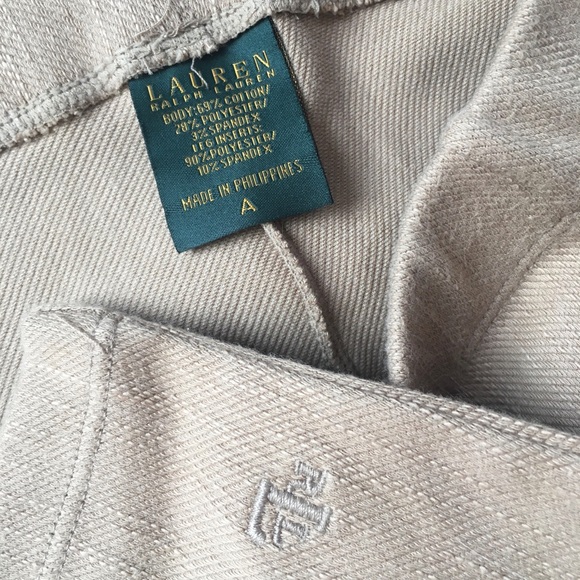 LAUREN
RALPH LAUREN
BODY:69% COTTON/
28% POLYESTER/
3% SPANDEX
LEG INSERTS:
90% POLYESTER/
10% SPANDEX
MADE IN PHILIPPINES
A